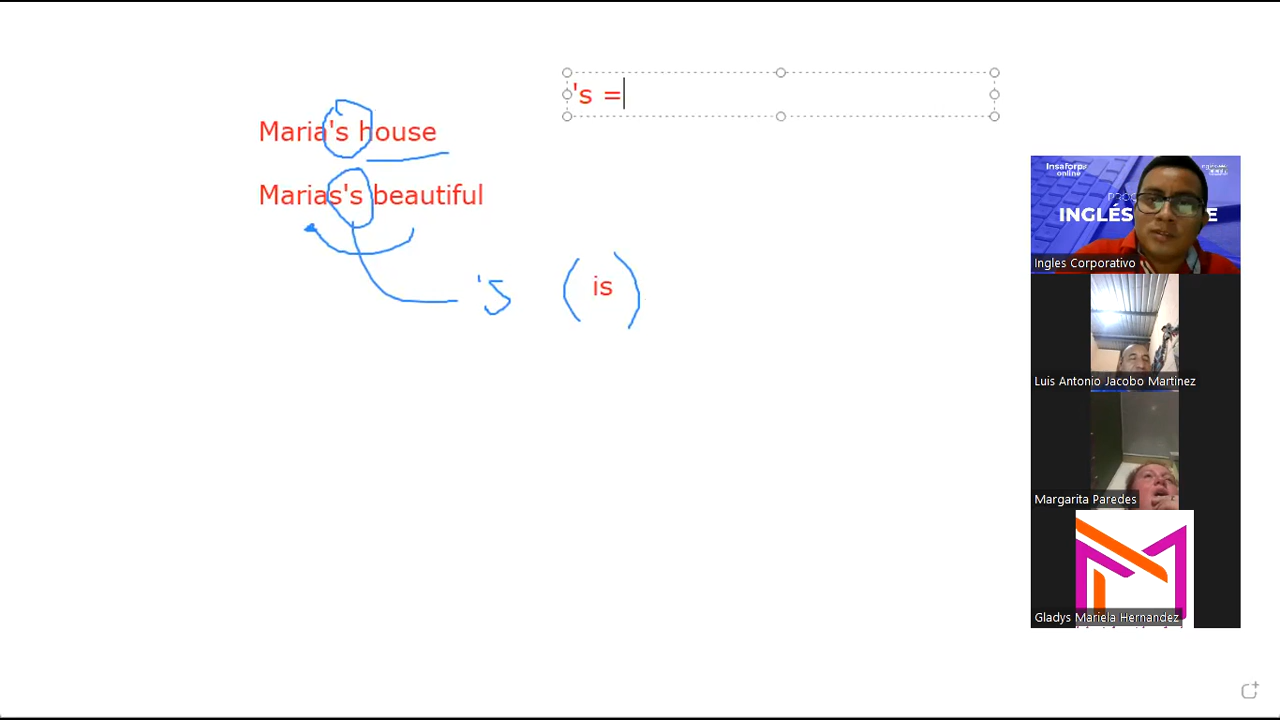 's =
Maria's house
Marias's beautiful
's ( is )
Insaforp
online
INGLÉS
E
Ingles Corporativo
Luis Antonio Jacobo Martinez
Margarita Paredes
Gladys Mariela Hernandez